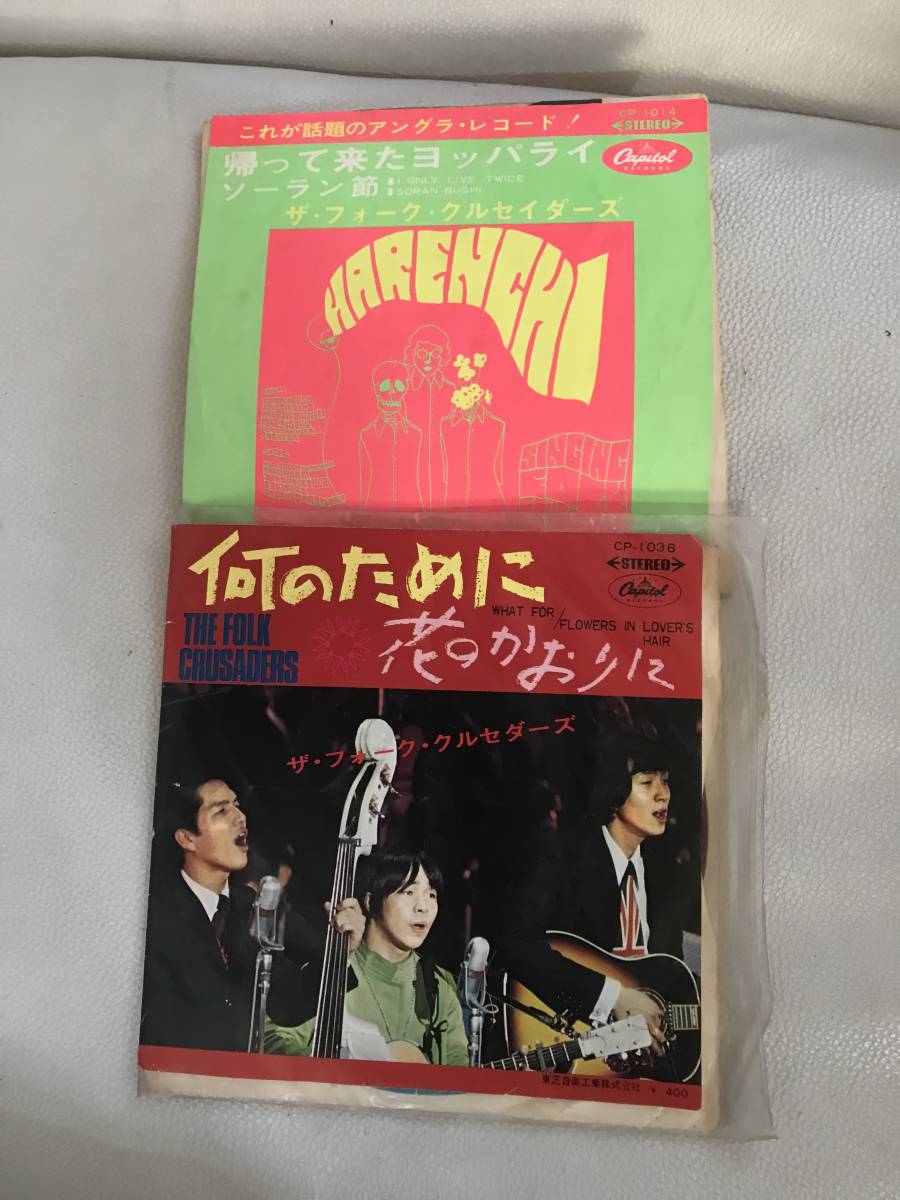 これが話題のアングラ・レコード!
CP-1014
STEREO
Capitol
RECORDS
帰って来たヨッパライ
ソーラン節
I ONLY LIVE TWICE
SORAN BUSHI
ザ・フォーク・クルセイダーズ
HARENCHI
SINGING
何のために
CP-1036
STEREO
Capitol
RECORDS
THE FOLK
CRUSADERS
WHAT FOR/FLOWERS IN LOVER'S
HAIR
花のかおりに
ザ・フォーク・クルセダーズ
東芝音楽工業株式会社 ¥400